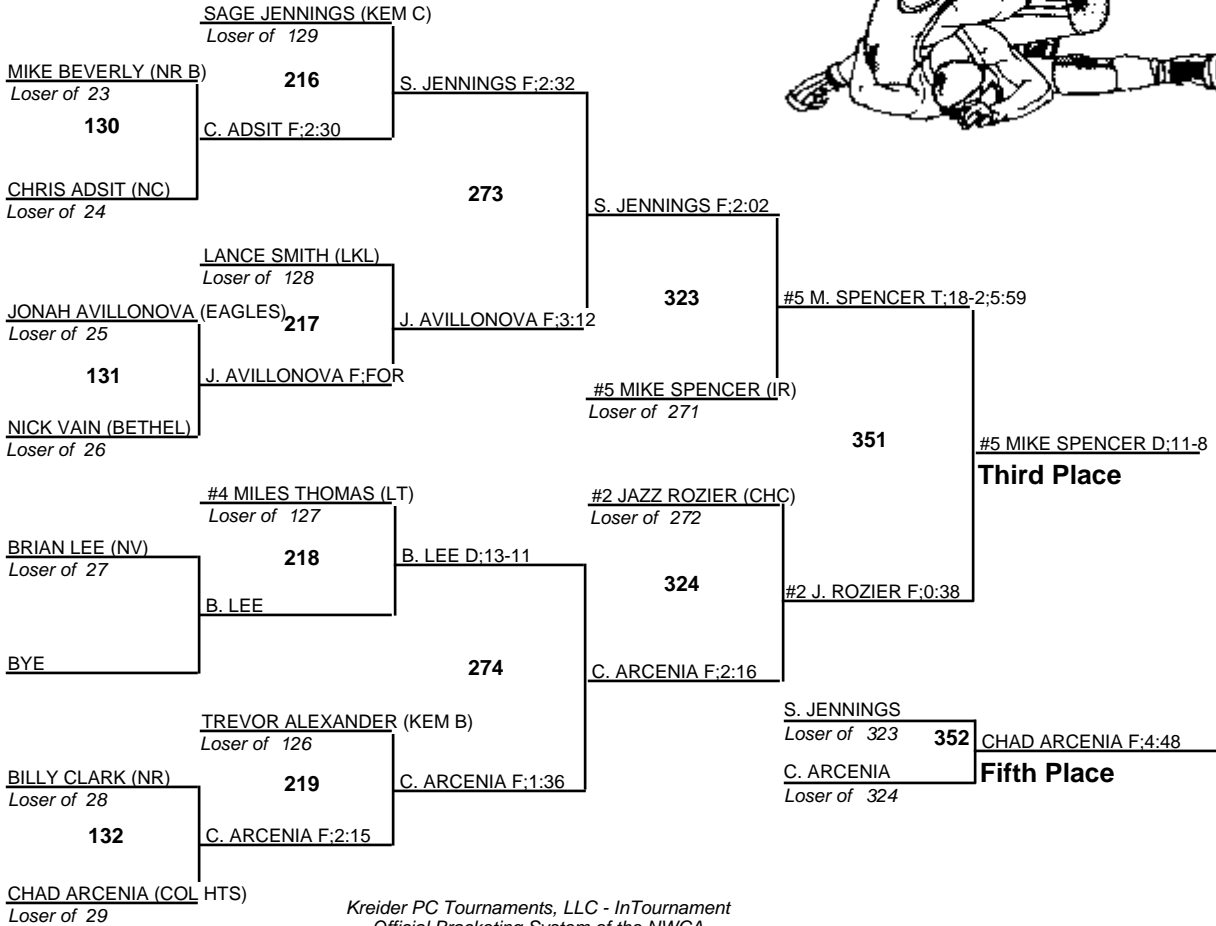 SAGE JENNINGS (KEM C)
Loser of 129
MIKE BEVERLY (NR B)
Loser of 23
216
S. JENNINGS F;2:32
130
C. ADSIT F;2:30
CHRIS ADSIT (NC)
Loser of 24
273
S. JENNINGS F;2:02
LANCE SMITH (LKL)
Loser of 128
JONAH AVILLONOVA (EAGLES)
Loser of 25
217
J. AVILLONOVA F;3:12
323
#5 M. SPENCER T;18-2;5:59
131
J. AVILLONOVA F;FOR
#5 MIKE SPENCER (IR)
Loser of 271
NICK VAIN (BETHEL)
Loser of 26
351
#5 MIKE SPENCER D;11-8
Third Place
#4 MILES THOMAS (LT)
Loser of 127
#2 JAZZ ROZIER (CHC)
Loser of 272
BRIAN LEE (NV)
Loser of 27
218
B. LEE D;13-11
324
#2 J. ROZIER F;0:38
B. LEE
BYE
274
C. ARCENIA F;2:16
TREVOR ALEXANDER (KEM B)
Loser of 126
S. JENNINGS
Loser of 323
352
CHAD ARCENIA F;4:48
Fifth Place
C. ARCENIA
Loser of 324
BILLY CLARK (NR)
Loser of 28
219
C. ARCENIA F;1:36
132
C. ARCENIA F;2:15
CHAD ARCENIA (COL HTS)
Loser of 29
Kreider PC Tournaments, LLC - InTournament
Official Bracketing System of the NWCA